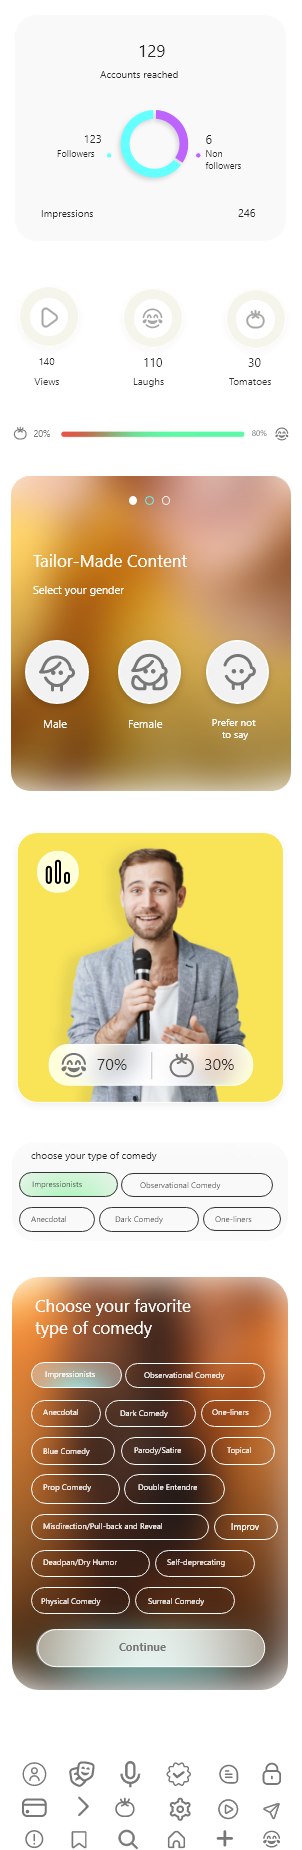 129
Accounts reached
123
Followers
6
Non
followers
Impressions
246
140
110
30
Views
Laughs
Tomatoes
20%
80%
Tailor-Made Content
Select your gender
Male
Female
Prefer not
to say
70%
30%
choose your type of comedy
Impressionists
Observational Comedy
Anecdotal
Dark Comedy
One-liners
Choose your favorite
type of comedy
Impressionists
Observational Comedy
Anecdotal
Dark Comedy
One-liners
Blue Comedy
Parody/Satire
Topical
Prop Comedy
Double Entendre
Misdirection/Pull-back and Reveal
Improv
Deadpan/Dry Humor
Self-deprecating
Physical Comedy
Surreal Comedy
Continue